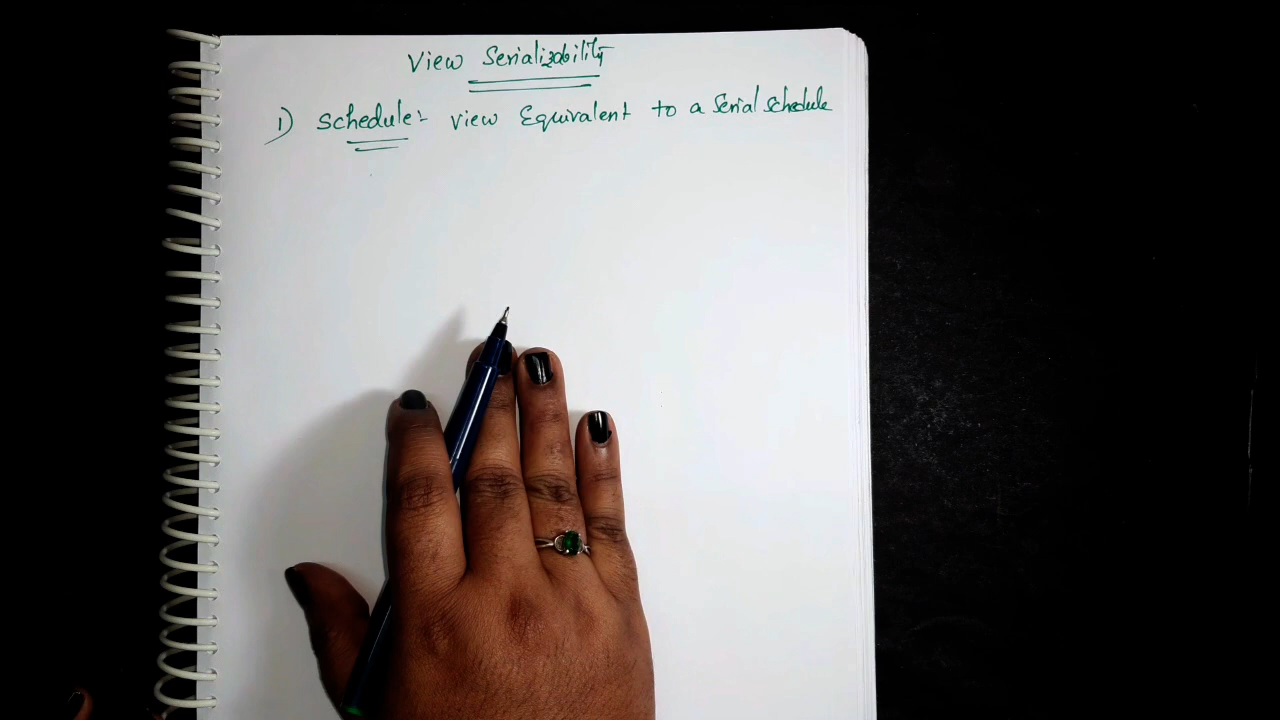 View Serializability
1) Schedule:- view Equivalent to a Serial Schedule